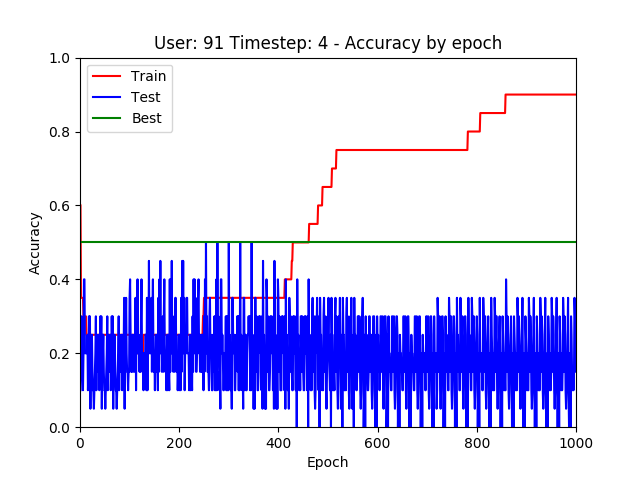 User: 91 Timestep: 4 - Accuracy by epoch
Train
Test
Best
Accuracy
1.0
0.8
0.6
0.4
0.2
0.0
0 200 400 600 800 1000
Epoch